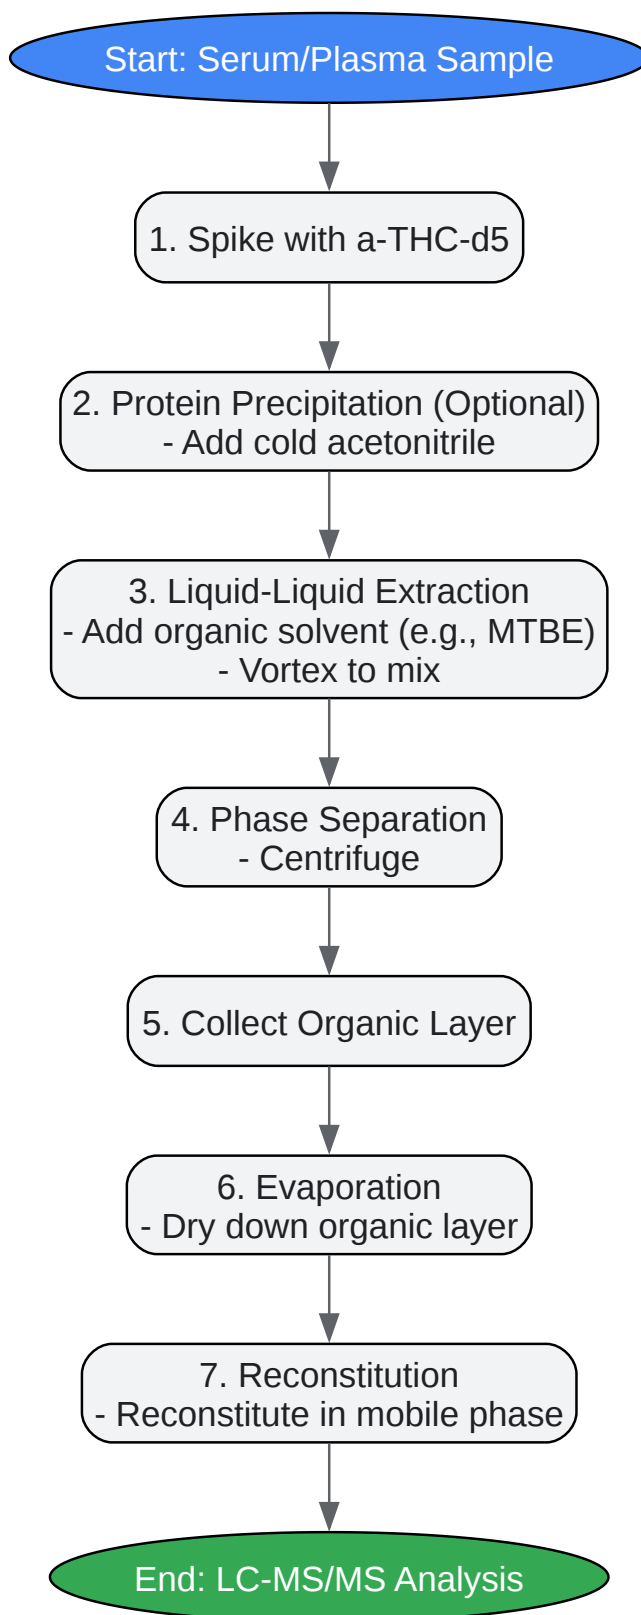 Start: Serum/Plasma Sample
1. Spike with a-THC-d5
2. Protein Precipitation (Optional)
- Add cold acetonitrile
3. Liquid-Liquid Extraction
- Add organic solvent (e.g., MTBE)
- Vortex to mix
4. Phase Separation
- Centrifuge
5. Collect Organic Layer
6. Evaporation
- Dry down organic layer
7. Reconstitution
- Reconstitute in mobile phase
End: LC-MS/MS Analysis